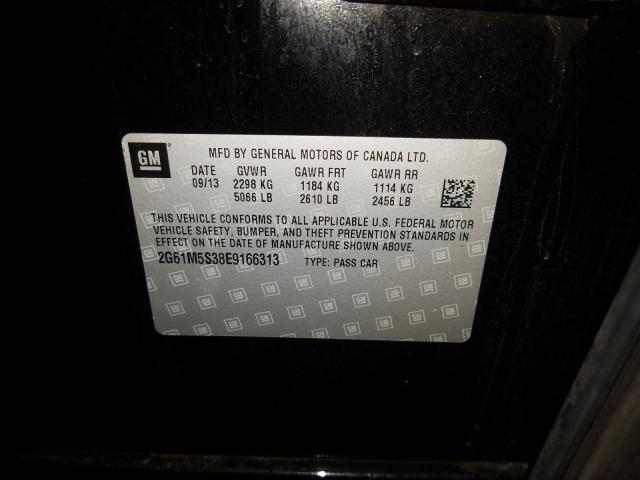 GM
MFD BY GENERAL MOTORS OF CANADA LTD.
DATE GVWR GAWR FRT GAWR RR
09/13 2298 KG 1184 KG 1114 KG
5066 LB 2610 LB 2456 LB
THIS VEHICLE CONFORMS TO ALL APPLICABLE U.S. FEDERAL MOTOR
VEHICLE SAFETY, BUMPER, AND THEFT PREVENTION STANDARDS IN
EFFECT ON THE DATE OF MANUFACTURE SHOWN ABOVE.
2G61M5S38E9166313 TYPE: PASS CAR